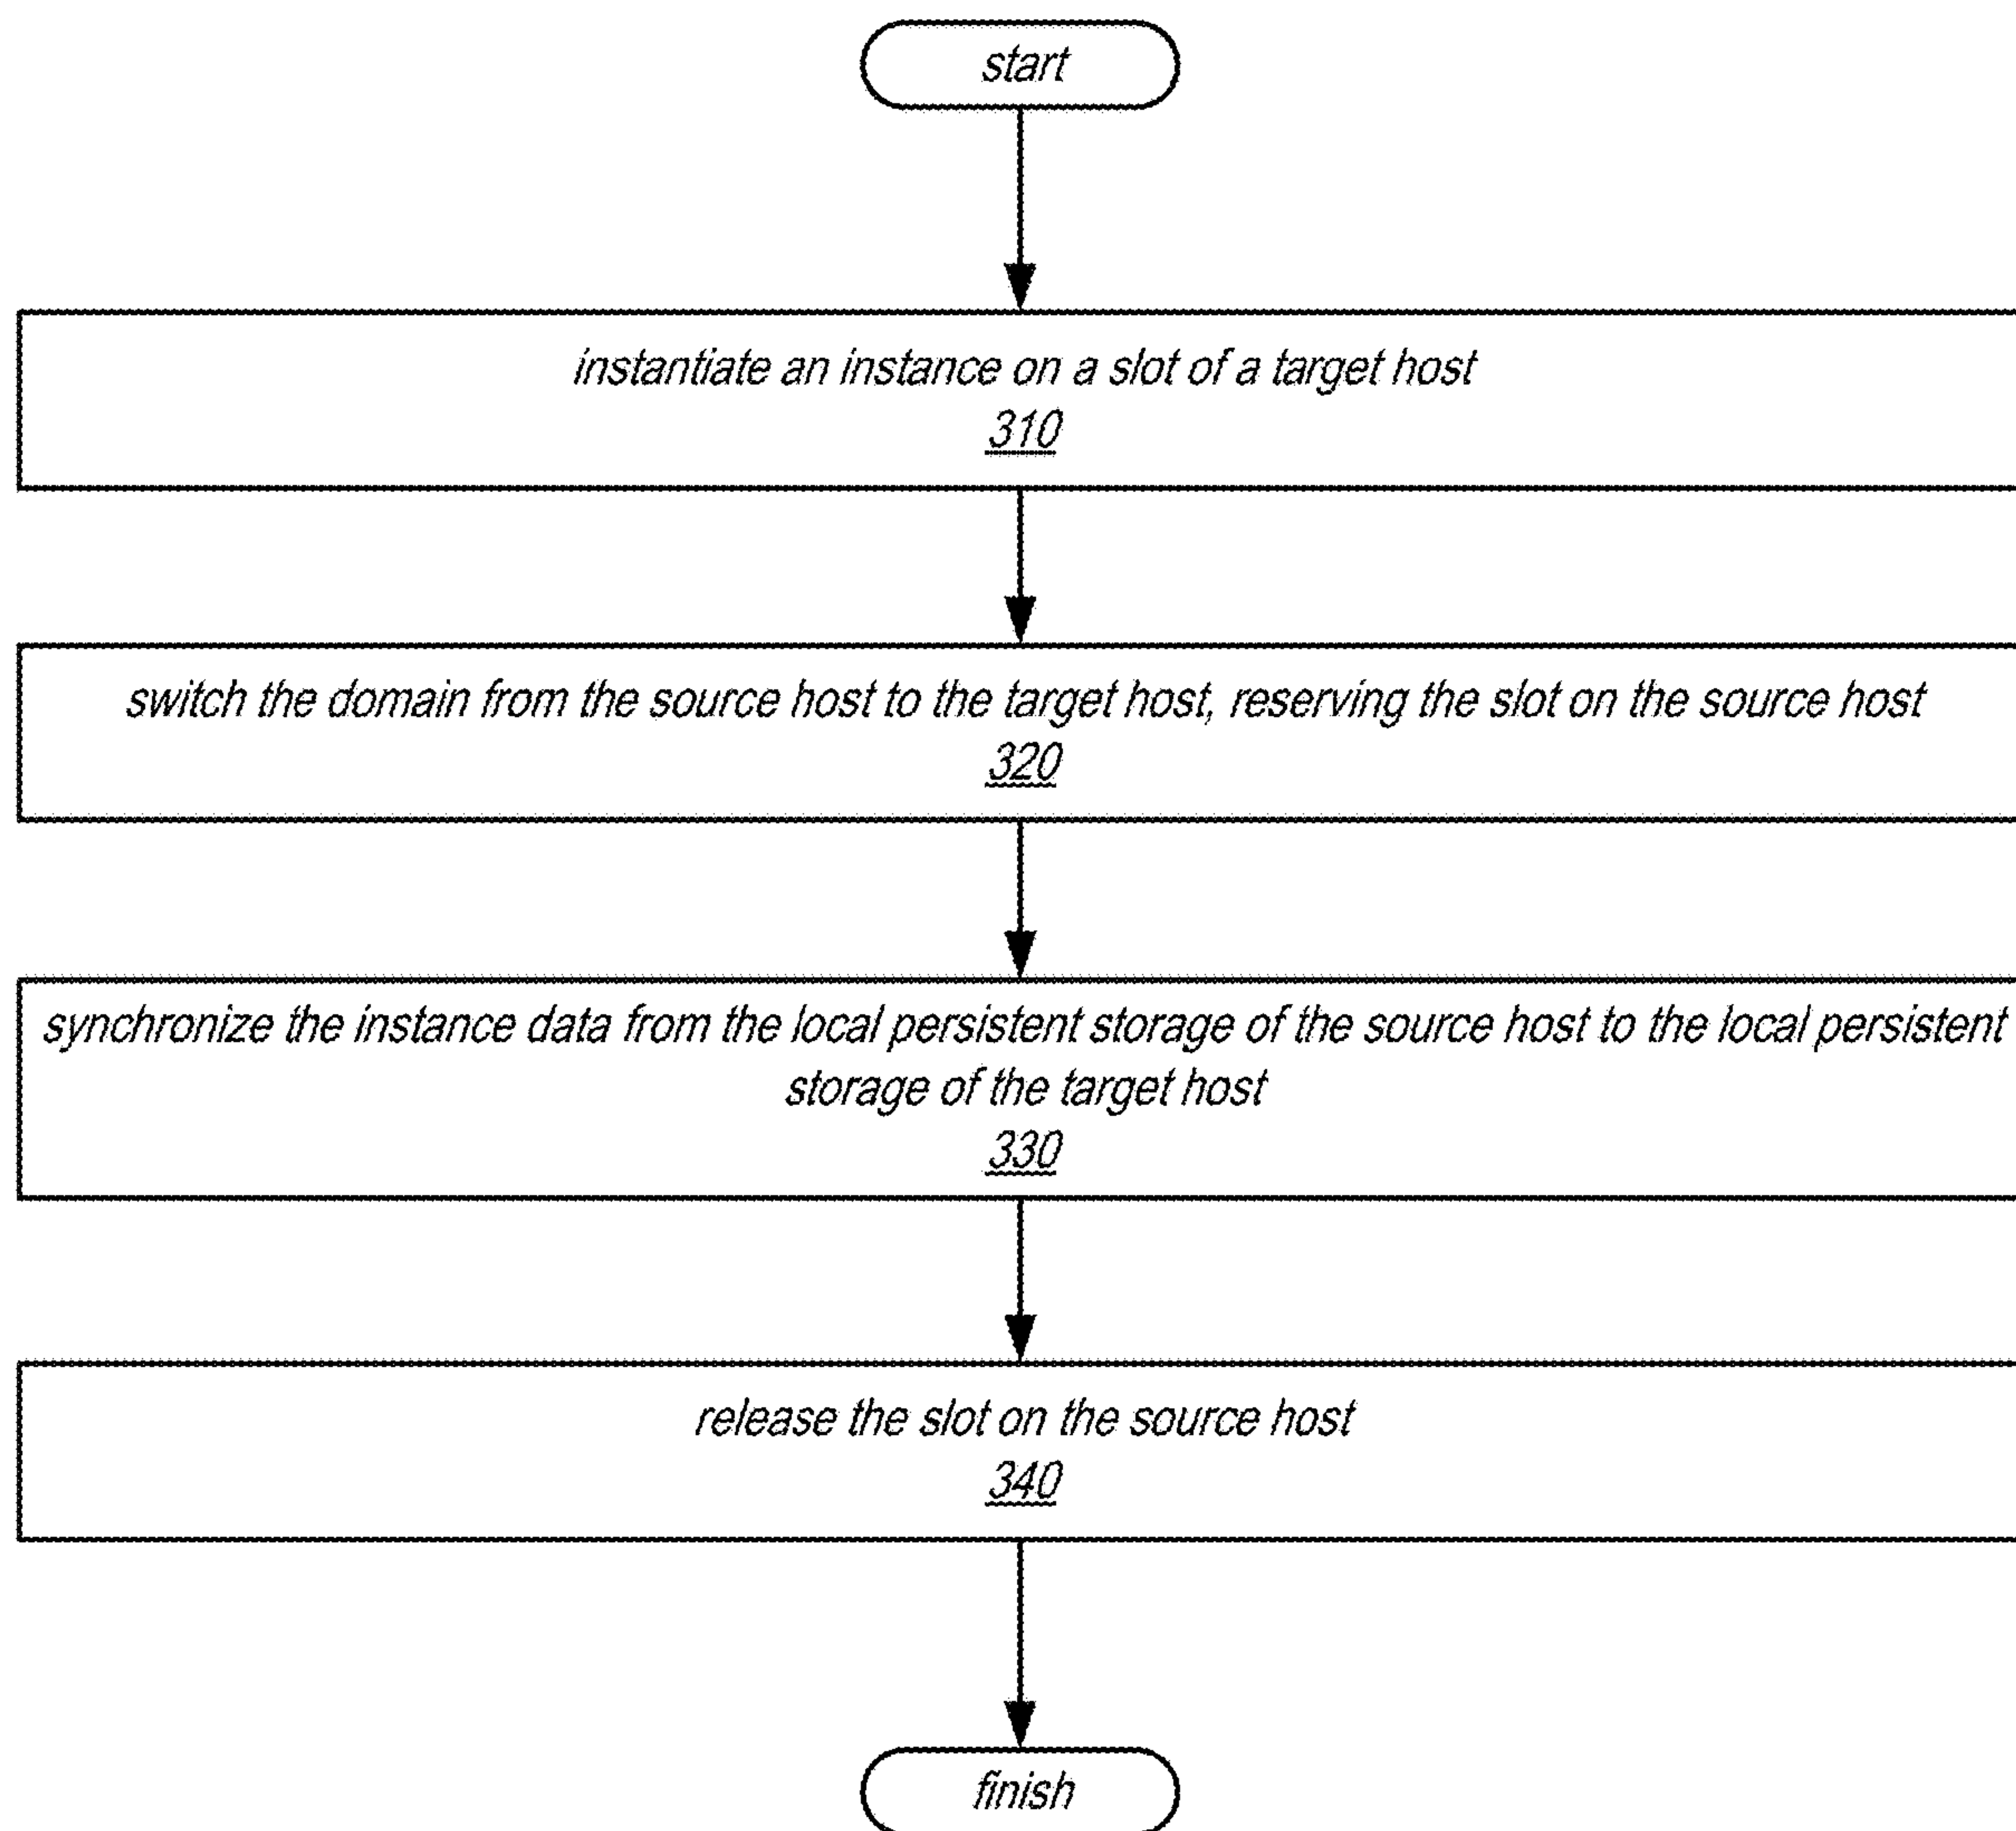 start
instantiate an instance on a slot of a target host
310
switch the domain from the source host to the target host, reserving the slot on the source host
320
synchronize the instance data from the local persistent storage of the source host to the local persistent
storage of the target host
330
release the slot on the source host
340
finish